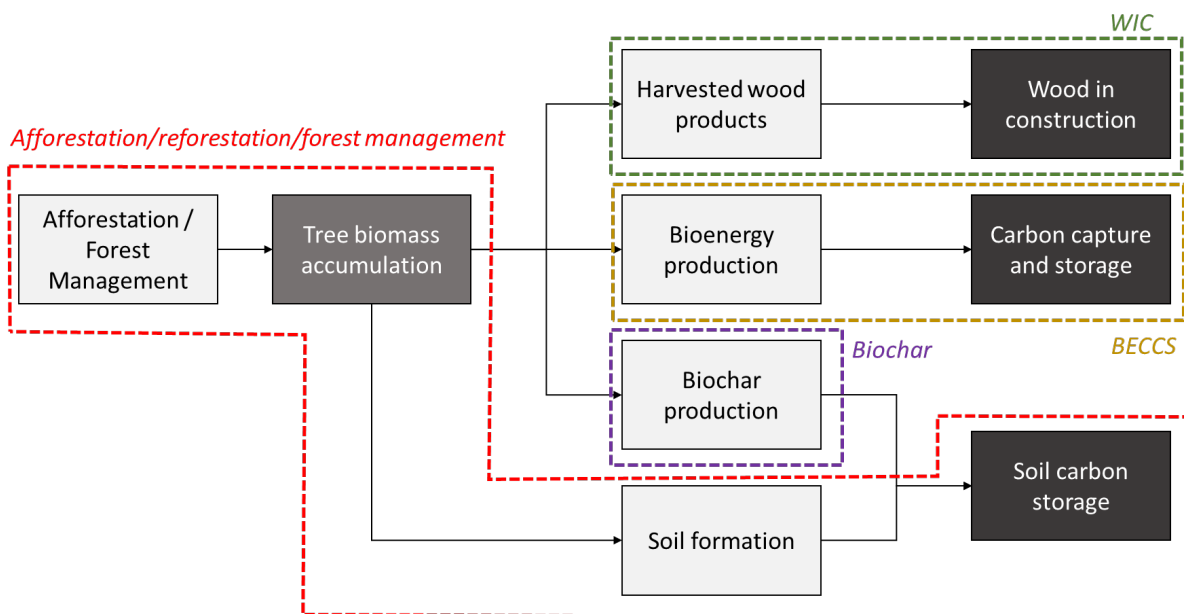 WIC
Harvested wood
products
Wood in
construction
Afforestation/reforestation/forest management
Afforestation /
Forest
Management
Tree biomass
accumulation
Bioenergy
production
Carbon capture
and storage
Biochar
BECCS
Biochar
production
Soil carbon
storage
Soil formation